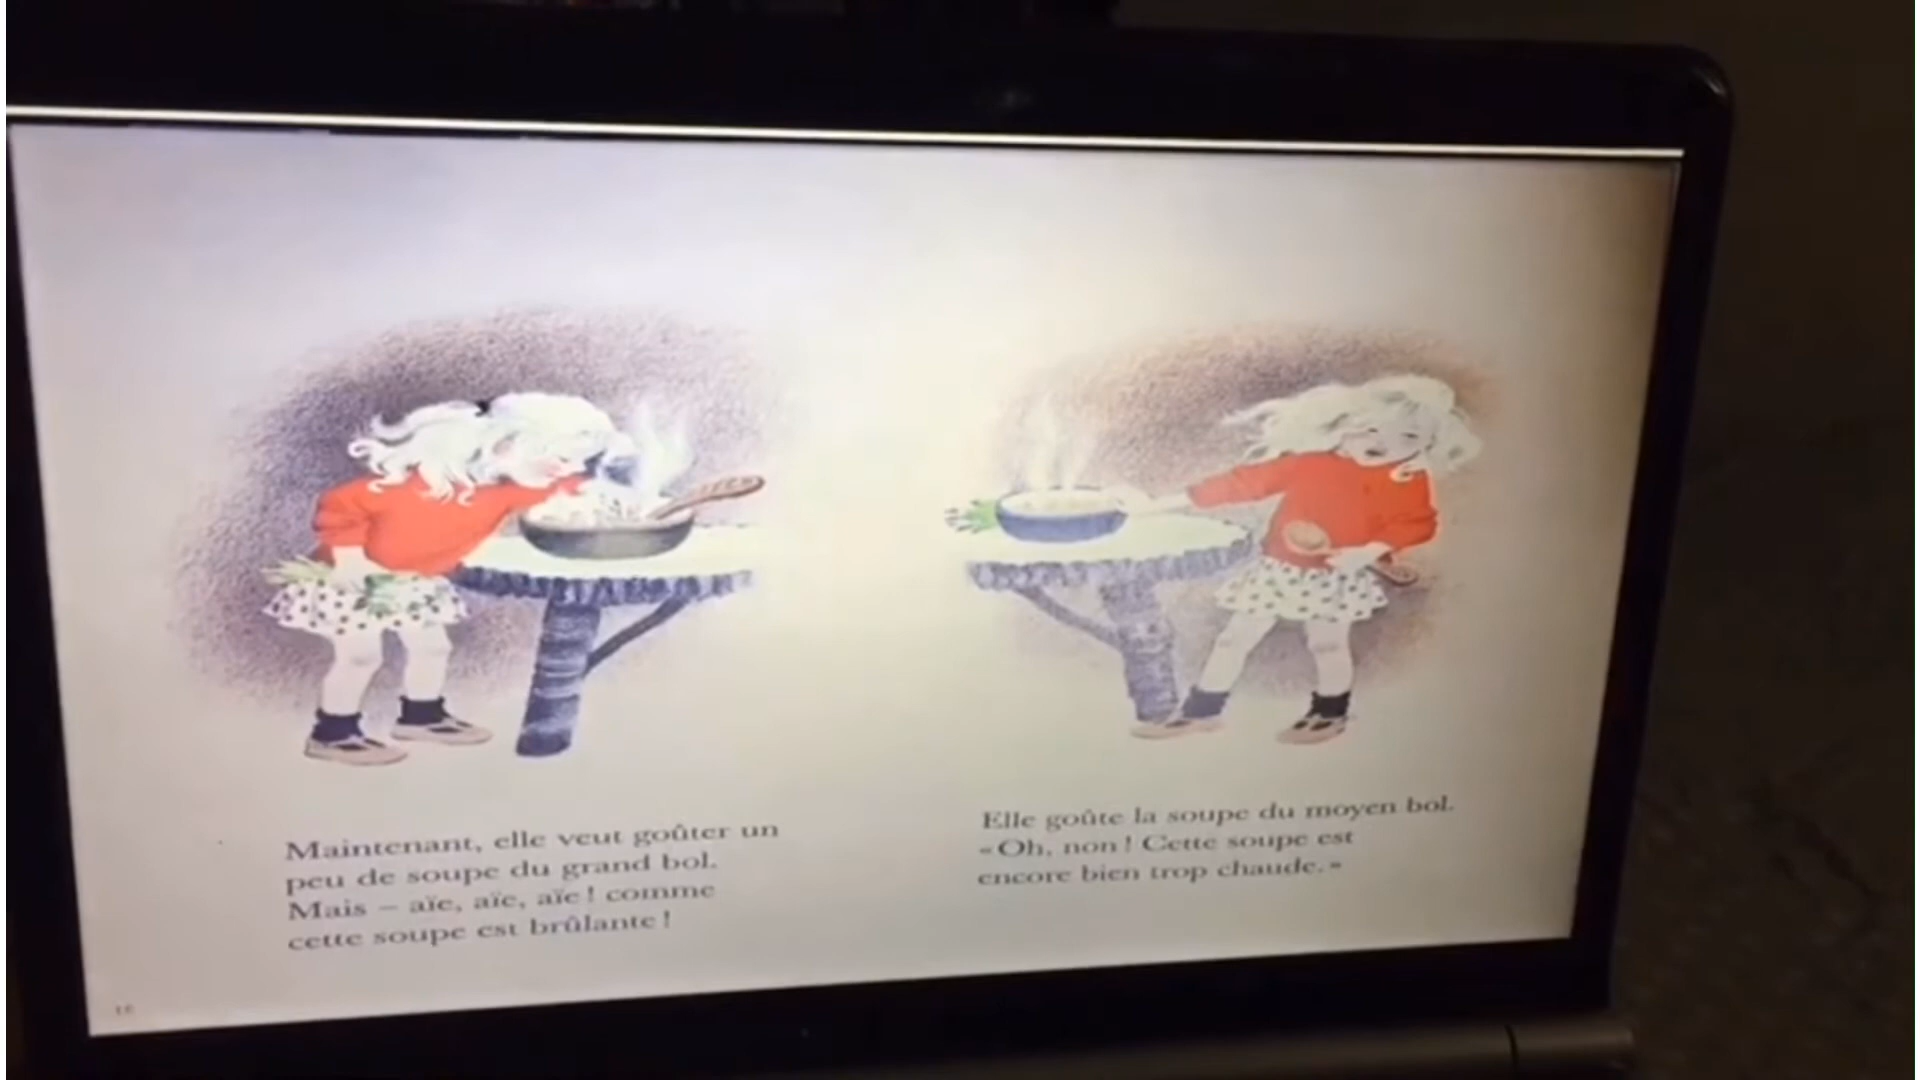 Maintenant, elle veut goûter un
peu de soupe du grand bol.
Mais – aïe, aïe, aïe ! comme
cette soupe est brûlante !
Elle goûte la soupe du moyen bol.
« Oh, non ! Cette soupe est
encore bien trop chaude. »